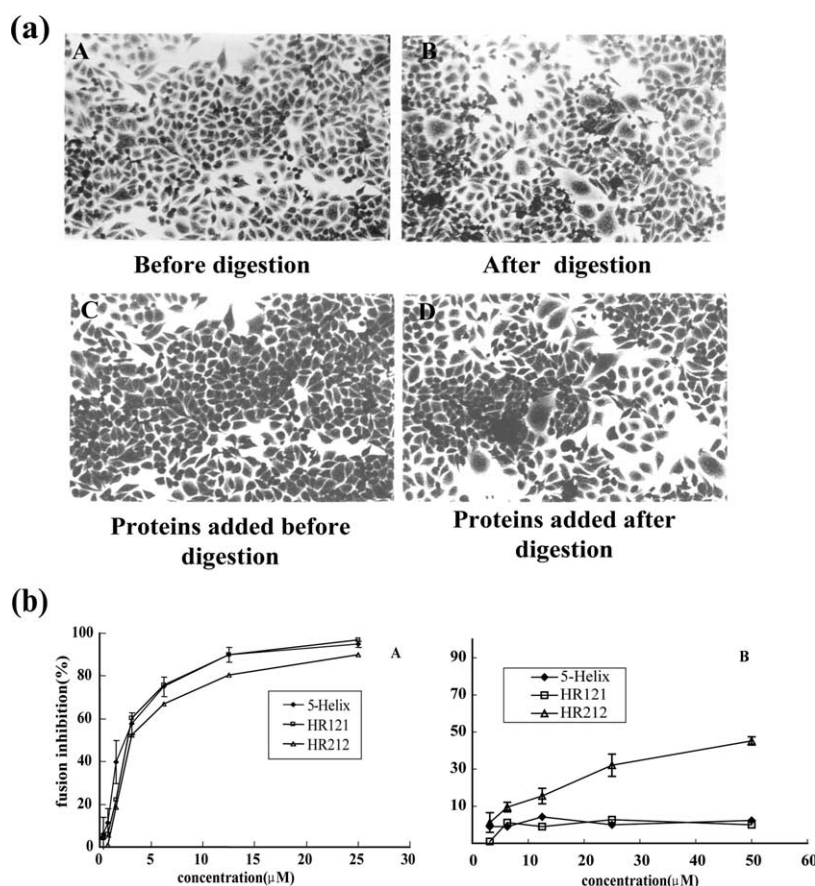 (a)
A
B
Before digestion
After digestion
C
D
Proteins added before
digestion
Proteins added after
digestion
(b)
fusion inhibition(%)
100
80
60
40
20
0
0
5
10
15
20
25
30
concentration(μM)
A
5-Helix
HR121
HR212
90
70
50
30
10
0
10
20
30
40
50
60
concentration(μM)
B
5-Helix
HR121
HR212